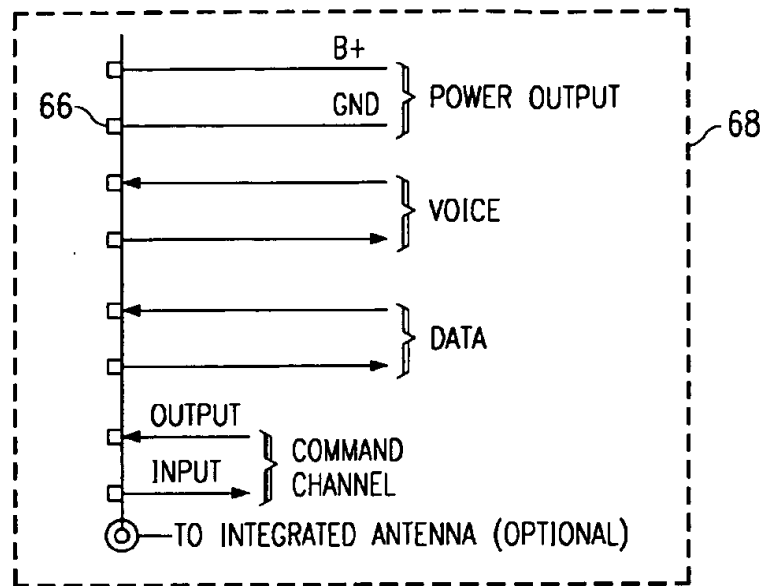 B+
66
GND
POWER OUTPUT
68
VOICE
DATA
OUTPUT
INPUT
COMMAND
CHANNEL
TO INTEGRATED ANTENNA (OPTIONAL)